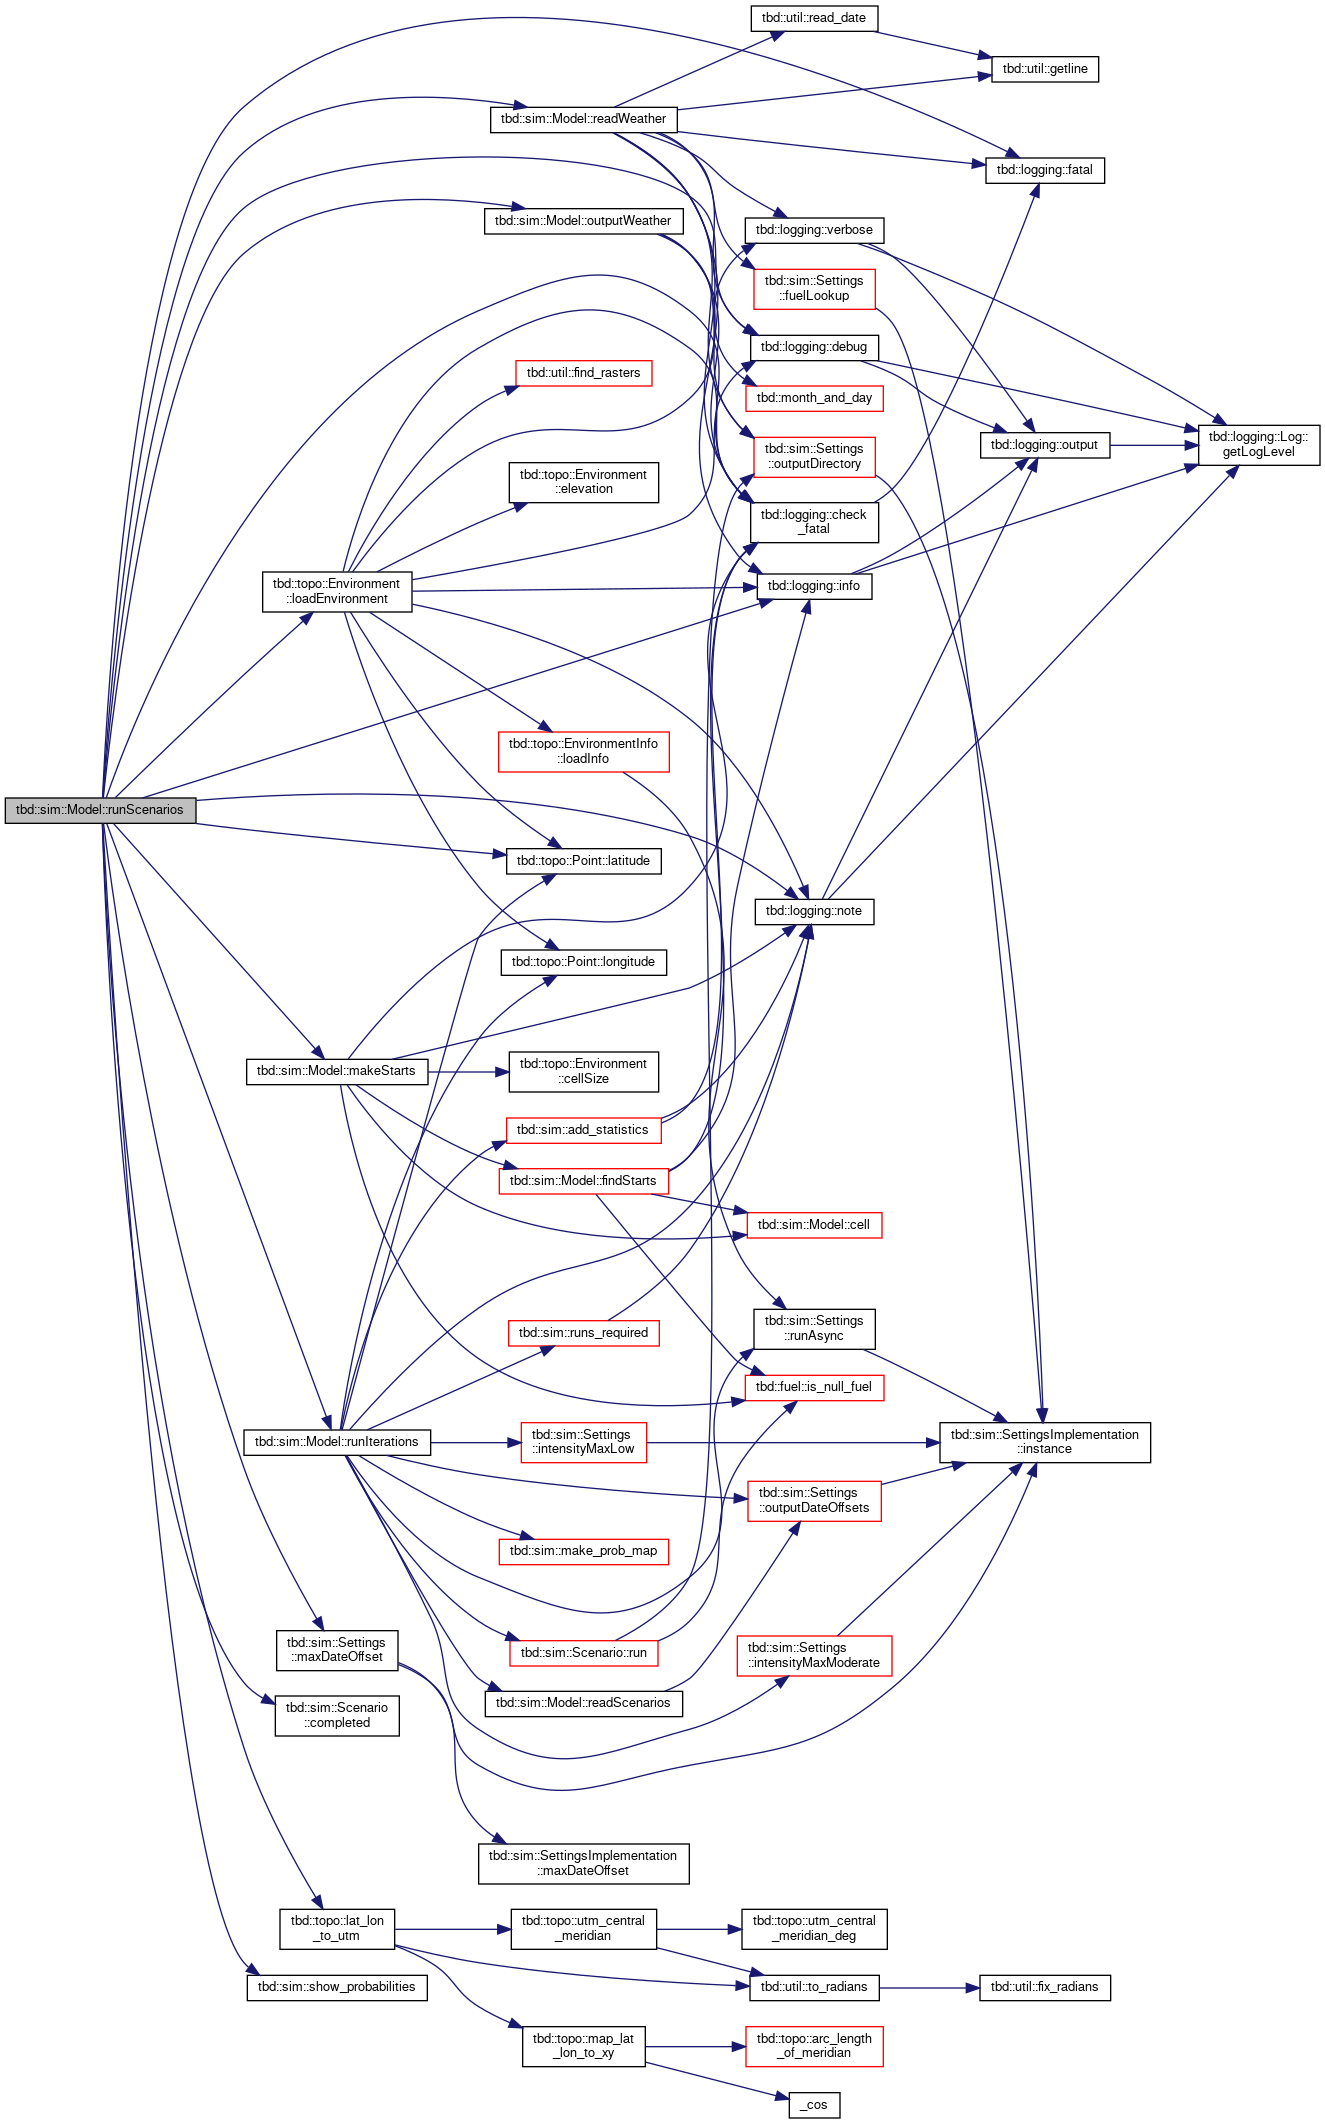 tbd::util::read_date
tbd::util::getline
tbd::sim::Model::readWeather
tbd::logging::fatal
tbd::sim::Model::outputWeather
tbd::logging::verbose
tbd::sim::Settings
::fuelLookup
tbd::logging::debug
tbd::util::find_rasters
tbd::month_and_day
tbd::logging::output
tbd::logging::Log::
getLogLevel
tbd::sim::Settings
::outputDirectory
tbd::topo::Environment
::elevation
tbd::logging::check
_fatal
tbd::topo::Environment
::loadEnvironment
tbd::logging::info
tbd::topo::EnvironmentInfo
::loadInfo
tbd::sim::Model::runScenarios
tbd::topo::Point::latitude
tbd::logging::note
tbd::topo::Point::longitude
tbd::sim::Model::makeStarts
tbd::topo::Environment
::cellSize
tbd::sim::add_statistics
tbd::sim::Model::findStarts
tbd::sim::Model::cell
tbd::sim::Settings
::runAsync
tbd::sim::runs_required
tbd::fuel::is_null_fuel
tbd::sim::Model::runIterations
tbd::sim::Settings
::intensityMaxLow
tbd::sim::SettingsImplementation
::instance
tbd::sim::Settings
::outputDateOffsets
tbd::sim::make_prob_map
tbd::sim::Settings
::maxDateOffset
tbd::sim::Scenario::run
tbd::sim::Settings
::intensityMaxModerate
tbd::sim::Model::readScenarios
tbd::sim::Scenario
::completed
tbd::sim::SettingsImplementation
::maxDateOffset
tbd::topo::lat_lon
_to_utm
tbd::topo::utm_central
_meridian
tbd::topo::utm_central
_meridian_deg
tbd::sim::show_probabilities
tbd::util::to_radians
tbd::util::fix_radians
tbd::topo::map_lat
_lon_to_xy
tbd::topo::arc_length
_of_meridian
_cos